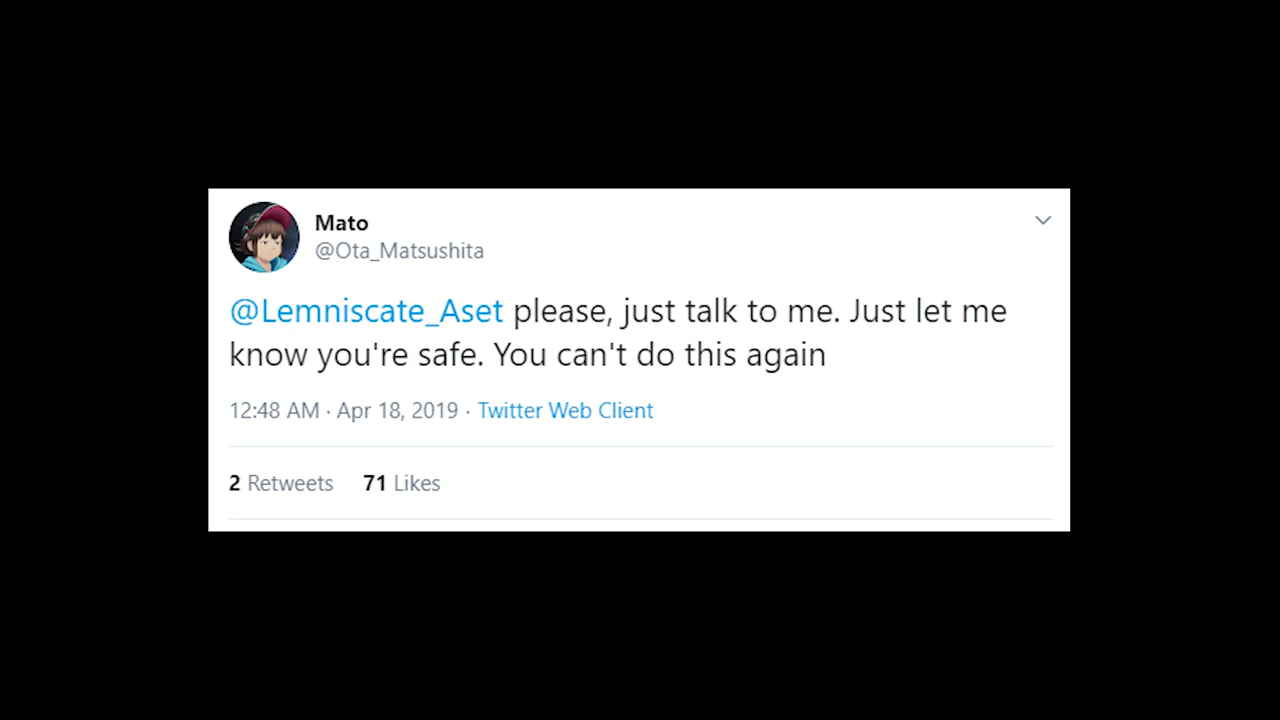 Mato
@Ota_Matsushita
@Lemniscate_Aset please, just talk to me. Just let me
know you're safe. You can't do this again
12:48 AM · Apr 18, 2019 · Twitter Web Client
2 Retweets 71 Likes